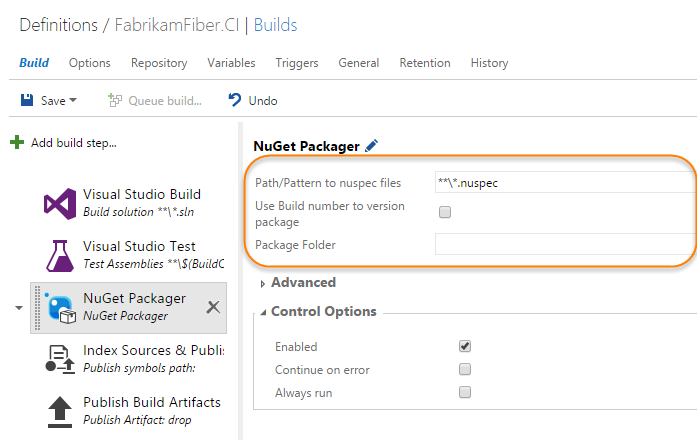 Definitions / FabrikamFiber.CI | Builds
Build Options Repository Variables Triggers General Retention History
Save Queue build... Undo
Add build step...
Visual Studio Build
Build solution **\*.sln
Visual Studio Test
Test Assemblies **\$(BuildC
NuGet Packager
NuGet Packager
Index Sources & Publis
Publish symbols path:
Publish Build Artifacts
Publish Artifact: drop
NuGet Packager
Path/Pattern to nuspec files **\*.nuspec
Use Build number to version
package
Package Folder
Advanced
Control Options
Enabled
Continue on error
Always run